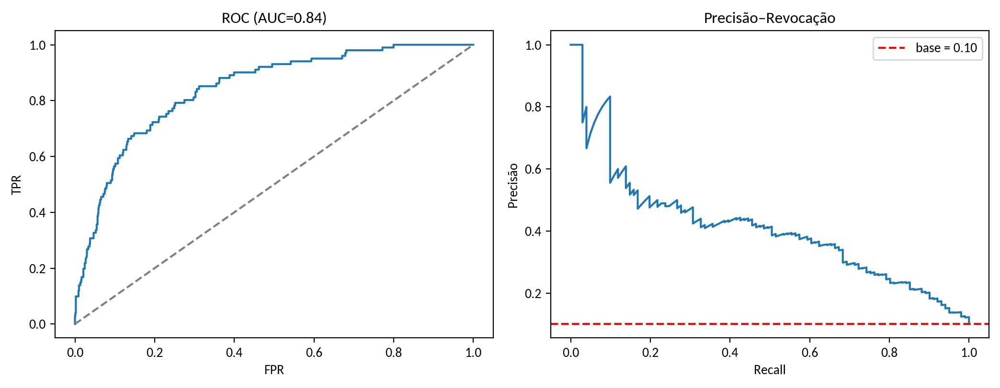 ROC (AUC=0.84)
1.0
0.8
0.6
0.4
0.2
0.0
TPR
0.0 0.2 0.4 0.6 0.8 1.0
FPR
Precisão–Revocação
base = 0.10
1.0
0.8
0.6
0.4
0.2
Precisão
0.0 0.2 0.4 0.6 0.8 1.0
Recall